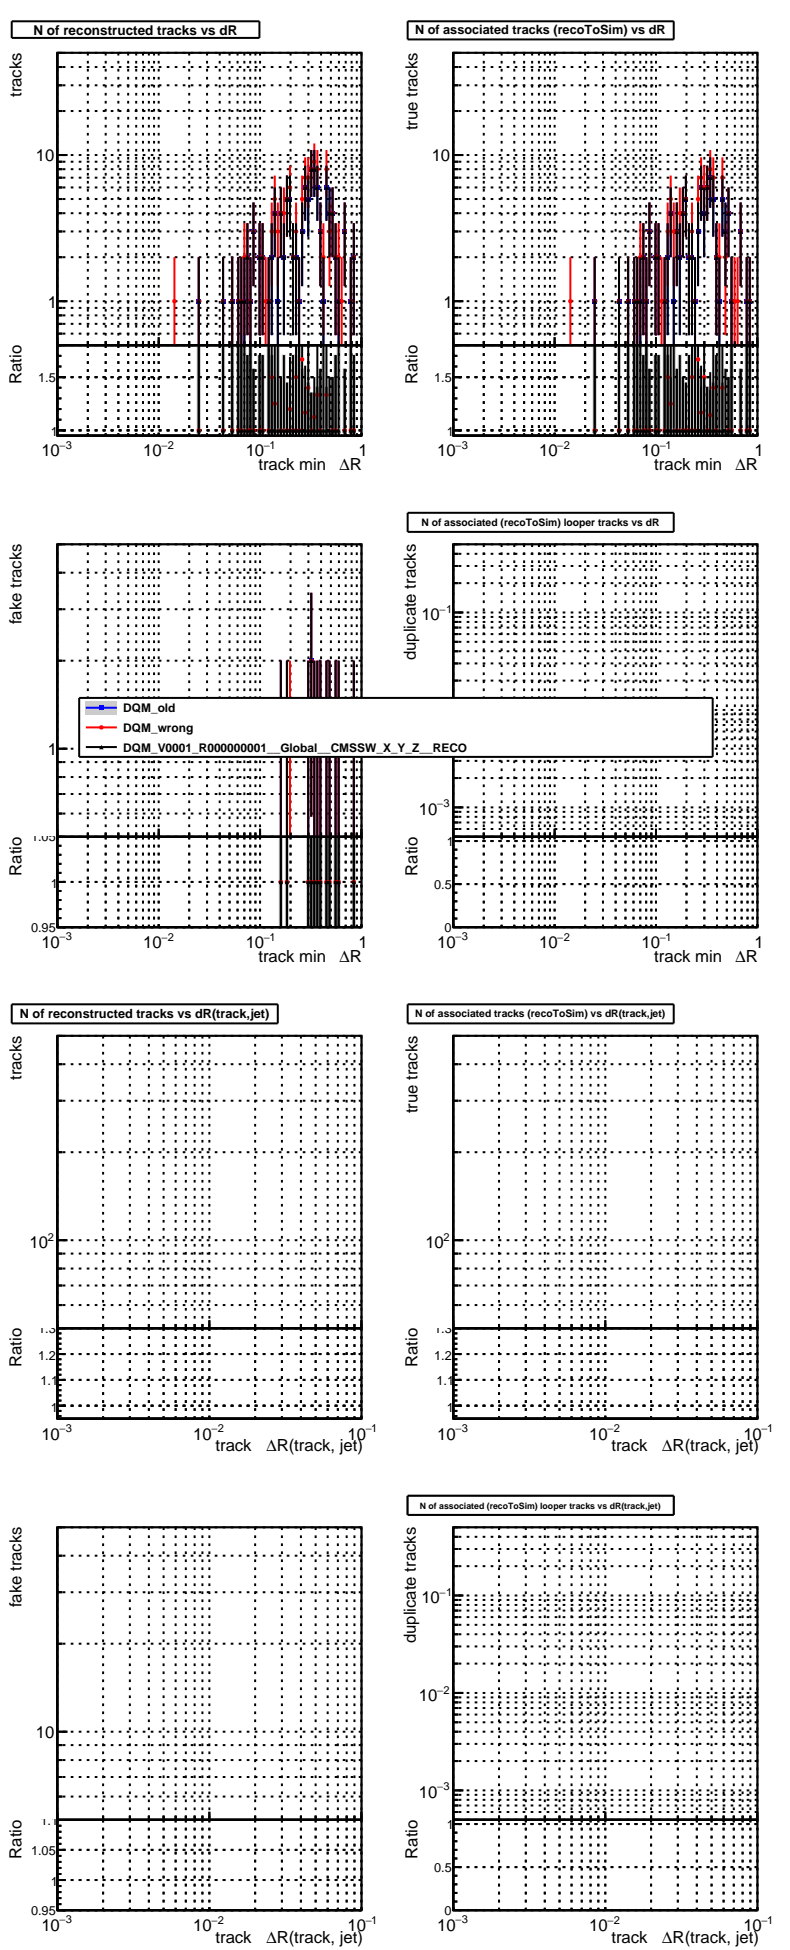 N of reconstructed tracks vs dR
tracks
10
1
Ratio
1.5
1
10−3
10−2
10−1
1
track min ΔR
N of associated tracks (recoToSim) vs dR
true tracks
10
1
Ratio
1.5
1
10−3
10−2
10−1
1
track min ΔR
fake tracks
1
Ratio
1.05
1
0.95
10−3
10−2
10−1
1
track min ΔR
N of associated (recoToSim) looper tracks vs dR
duplicate tracks
10−1
10−3
Ratio
1
0.5
0
10−3
10−2
10−1
1
track min ΔR
DQM_old
DQM_wrong
DQM_V0001_R000000001__Global__CMSSW_X_Y_Z__RECO
N of reconstructed tracks vs dR(track,jet)
tracks
102
Ratio
1.3
1.2
1.1
1
10−3
10−2
10−1
track ΔR(track, jet)
N of associated tracks (recoToSim) vs dR(track,jet)
true tracks
102
Ratio
1.3
1.2
1.1
1
10−3
10−2
10−1
track ΔR(track, jet)
fake tracks
10
Ratio
1.1
1.05
1
0.95
10−3
10−2
10−1
track ΔR(track, jet)
N of associated (recoToSim) looper tracks vs dR(track,jet)
duplicate tracks
10−1
10−2
10−3
Ratio
1
0.5
0
10−3
10−2
10−1
track ΔR(track, jet)